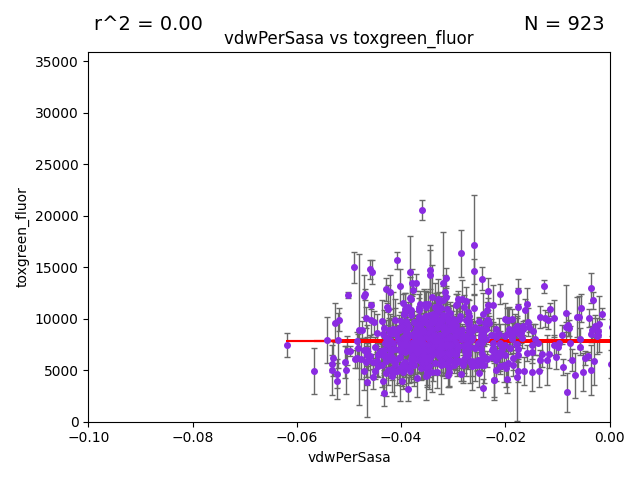 r^2 = 0.00
N = 923
vdwPerSasa vs toxgreen_fluor
35000
30000
25000
20000
15000
10000
5000
0
toxgreen_fluor
−0.10
−0.08
−0.06
−0.04
−0.02
0.00
vdwPerSasa